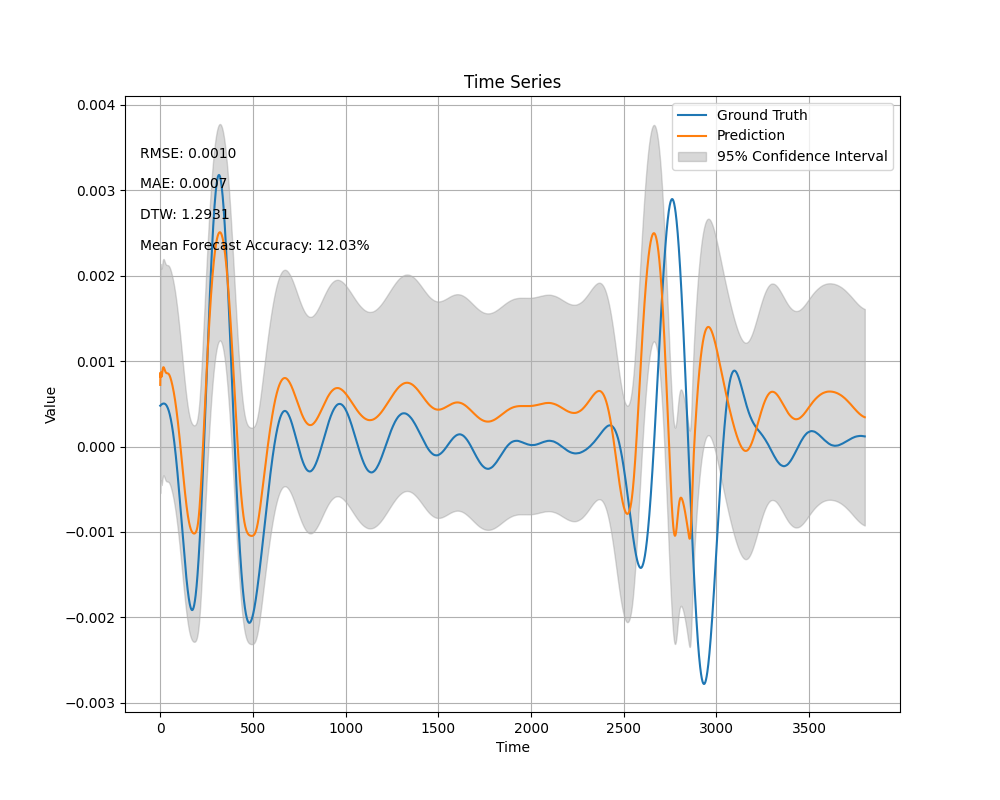 Time Series
0.004
0.003
0.002
0.001
0.000
−0.001
−0.002
−0.003
Value
RMSE: 0.0010
MAE: 0.0007
DTW: 1.2931
Mean Forecast Accuracy: 12.03%
Ground Truth
Prediction
95% Confidence Interval
0 500 1000 1500 2000 2500 3000 3500
Time